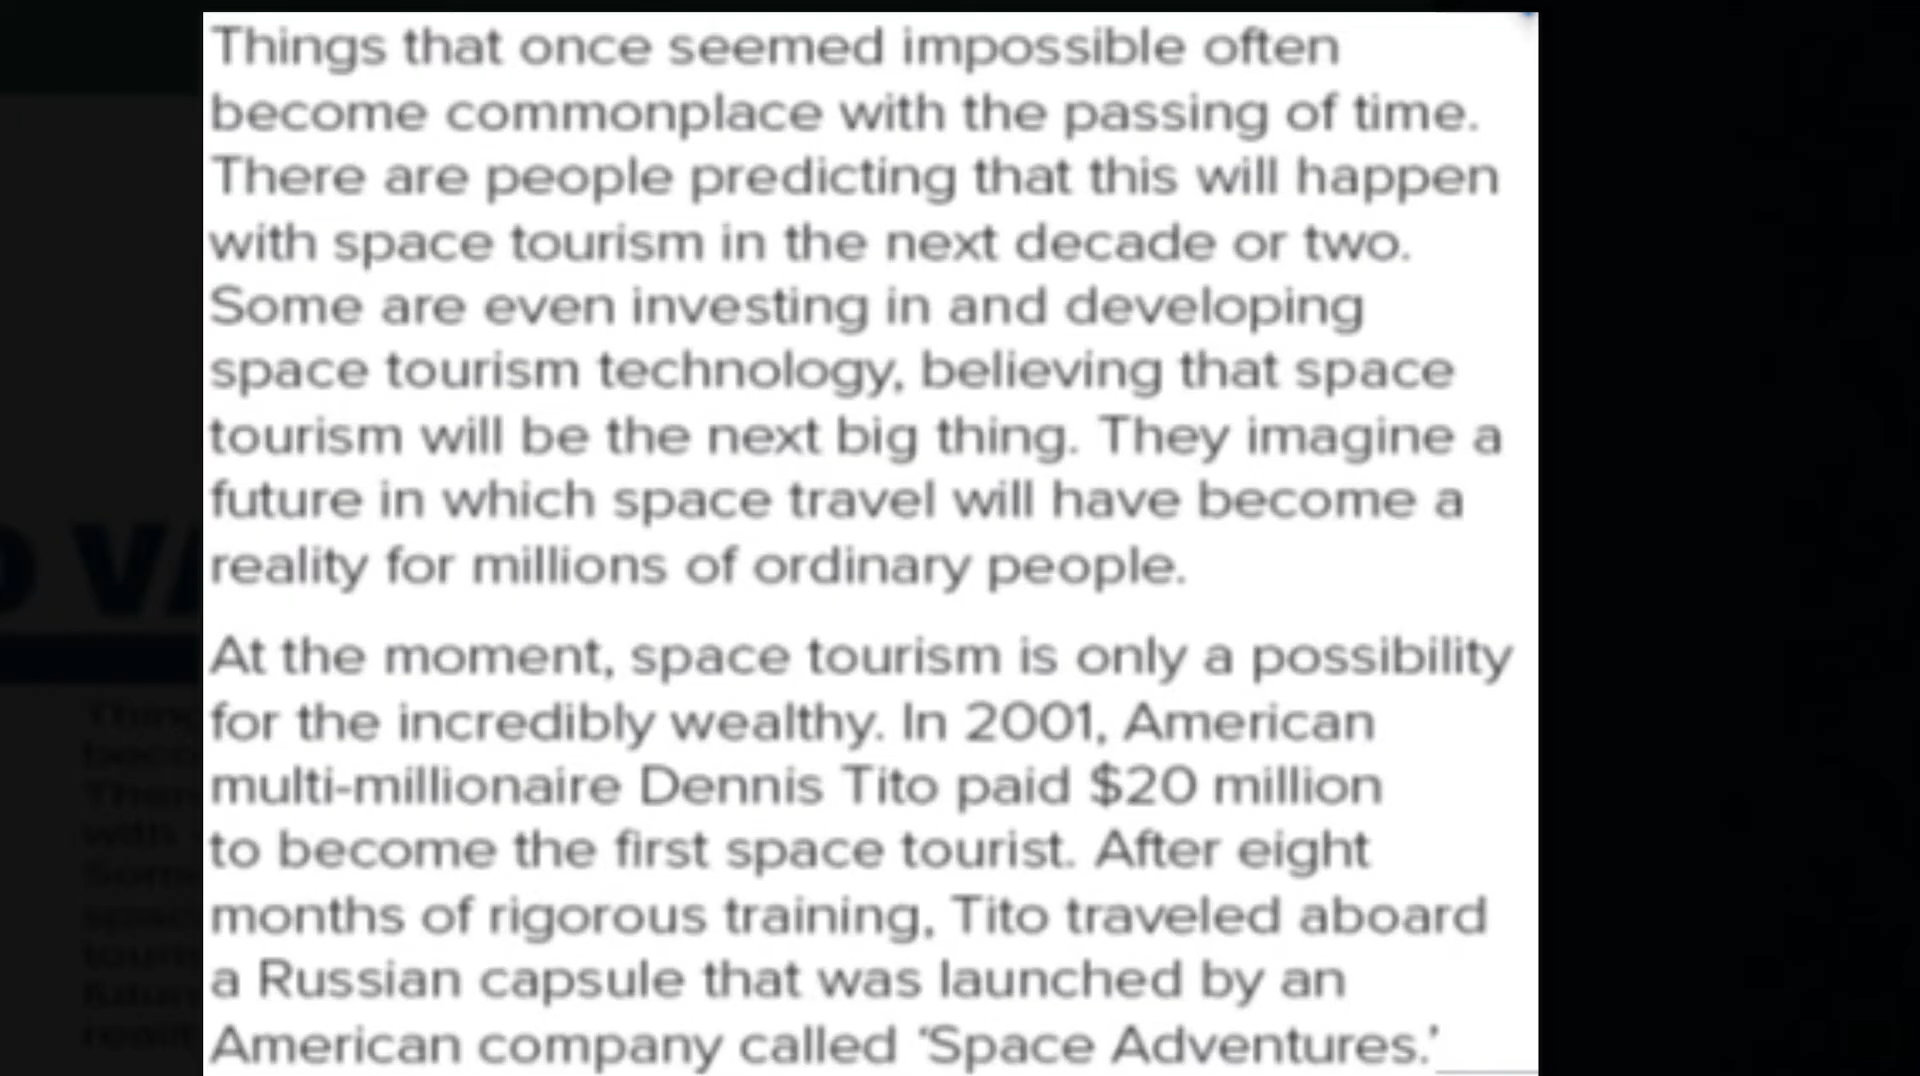 Things that once seemed impossible often
become commonplace with the passing of time.
There are people predicting that this will happen
with space tourism in the next decade or two.
Some are even investing in and developing
space tourism technology, believing that space
tourism will be the next big thing. They imagine a
future in which space travel will have become a
reality for millions of ordinary people.
At the moment, space tourism is only a possibility
for the incredibly wealthy. In 2001, American
multi-millionaire Dennis Tito paid $20 million
to become the first space tourist. After eight
months of rigorous training, Tito traveled aboard
a Russian capsule that was launched by an
American company called ‘Space Adventures.’